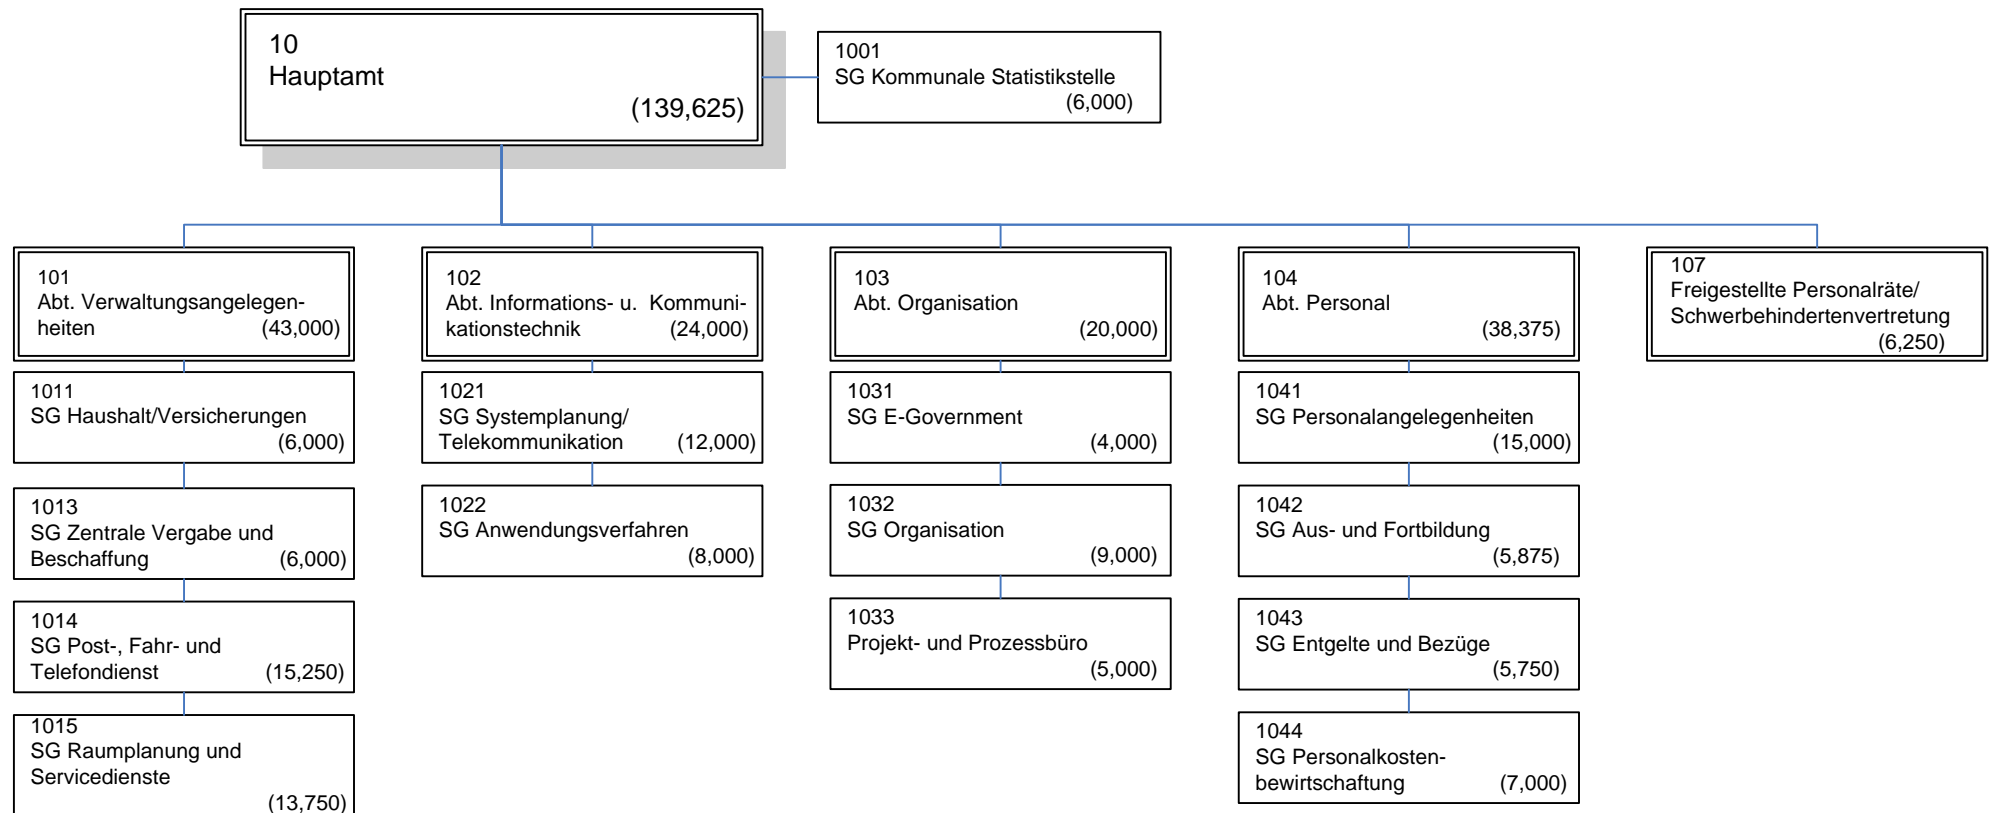 10
Hauptamt
(139,625)
1001
SG Kommunale Statistikstelle
(6,000)
101
Abt. Verwaltungsangelegen-
heiten (43,000)
102
Abt. Informations- u. Kommuni-
kationstechnik (24,000)
103
Abt. Organisation
(20,000)
104
Abt. Personal
(38,375)
107
Freigestellte Personalräte/
Schwerbehindertenvertretung
(6,250)
1011
SG Haushalt/Versicherungen
(6,000)
1021
SG Systemplanung/
Telekommunikation (12,000)
1031
SG E-Government
(4,000)
1041
SG Personalangelegenheiten
(15,000)
1013
SG Zentrale Vergabe und
Beschaffung (6,000)
1022
SG Anwendungsverfahren
(8,000)
1032
SG Organisation
(9,000)
1042
SG Aus- und Fortbildung
(5,875)
1014
SG Post-, Fahr- und
Telefondienst (15,250)
1033
Projekt- und Prozessbüro
(5,000)
1043
SG Entgelte und Bezüge
(5,750)
1015
SG Raumplanung und
Servicedienste
(13,750)
1044
SG Personalkosten-
bewirtschaftung (7,000)